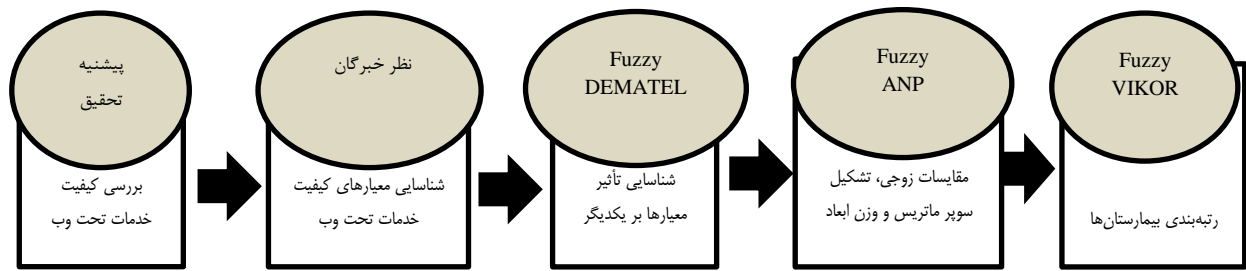 پیشنیه
تحقیق
بررسی کیفیت
خدمات تحت وب
نظر خبرگان
شناسایی معیارهای کیفیت
خدمات تحت وب
Fuzzy
DEMATEL
شناسایی تأثیر
معیارها بر یکدیگر
Fuzzy
ANP
مقایسات زوجی، تشکیل
سوپر ماتریس و وزن ابعاد
Fuzzy
VIKOR
رتبه‌بندی بیمارستان‌ها